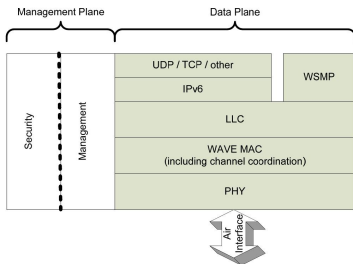 Management Plane
Data Plane
Security
Management
UDP / TCP / other
IPv6
WSMP
LLC
WAVE MAC
(including channel coordination)
PHY
Air
Interface